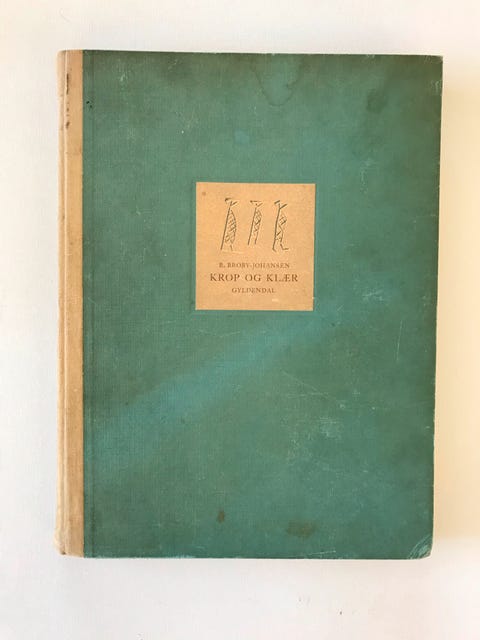 R. BROBY-JOHANSEN
KROP OG KLÆR
GYLDENDAL